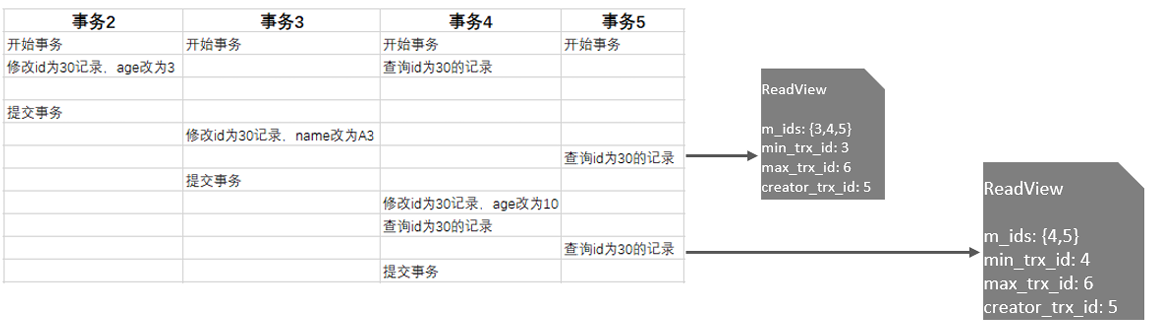 事务2 事务3 事务4 事务5
开始事务 开始事务 开始事务 开始事务
修改id为30记录，age改为3 查询id为30的记录
提交事务
修改id为30记录，name改为A3
查询id为30的记录
提交事务
修改id为30记录，age改为10
查询id为30的记录
查询id为30的记录
提交事务
ReadView
m_ids: {3,4,5}
min_trx_id: 3
max_trx_id: 6
creator_trx_id: 5
ReadView
m_ids: {4,5}
min_trx_id: 4
max_trx_id: 6
creator_trx_id: 5